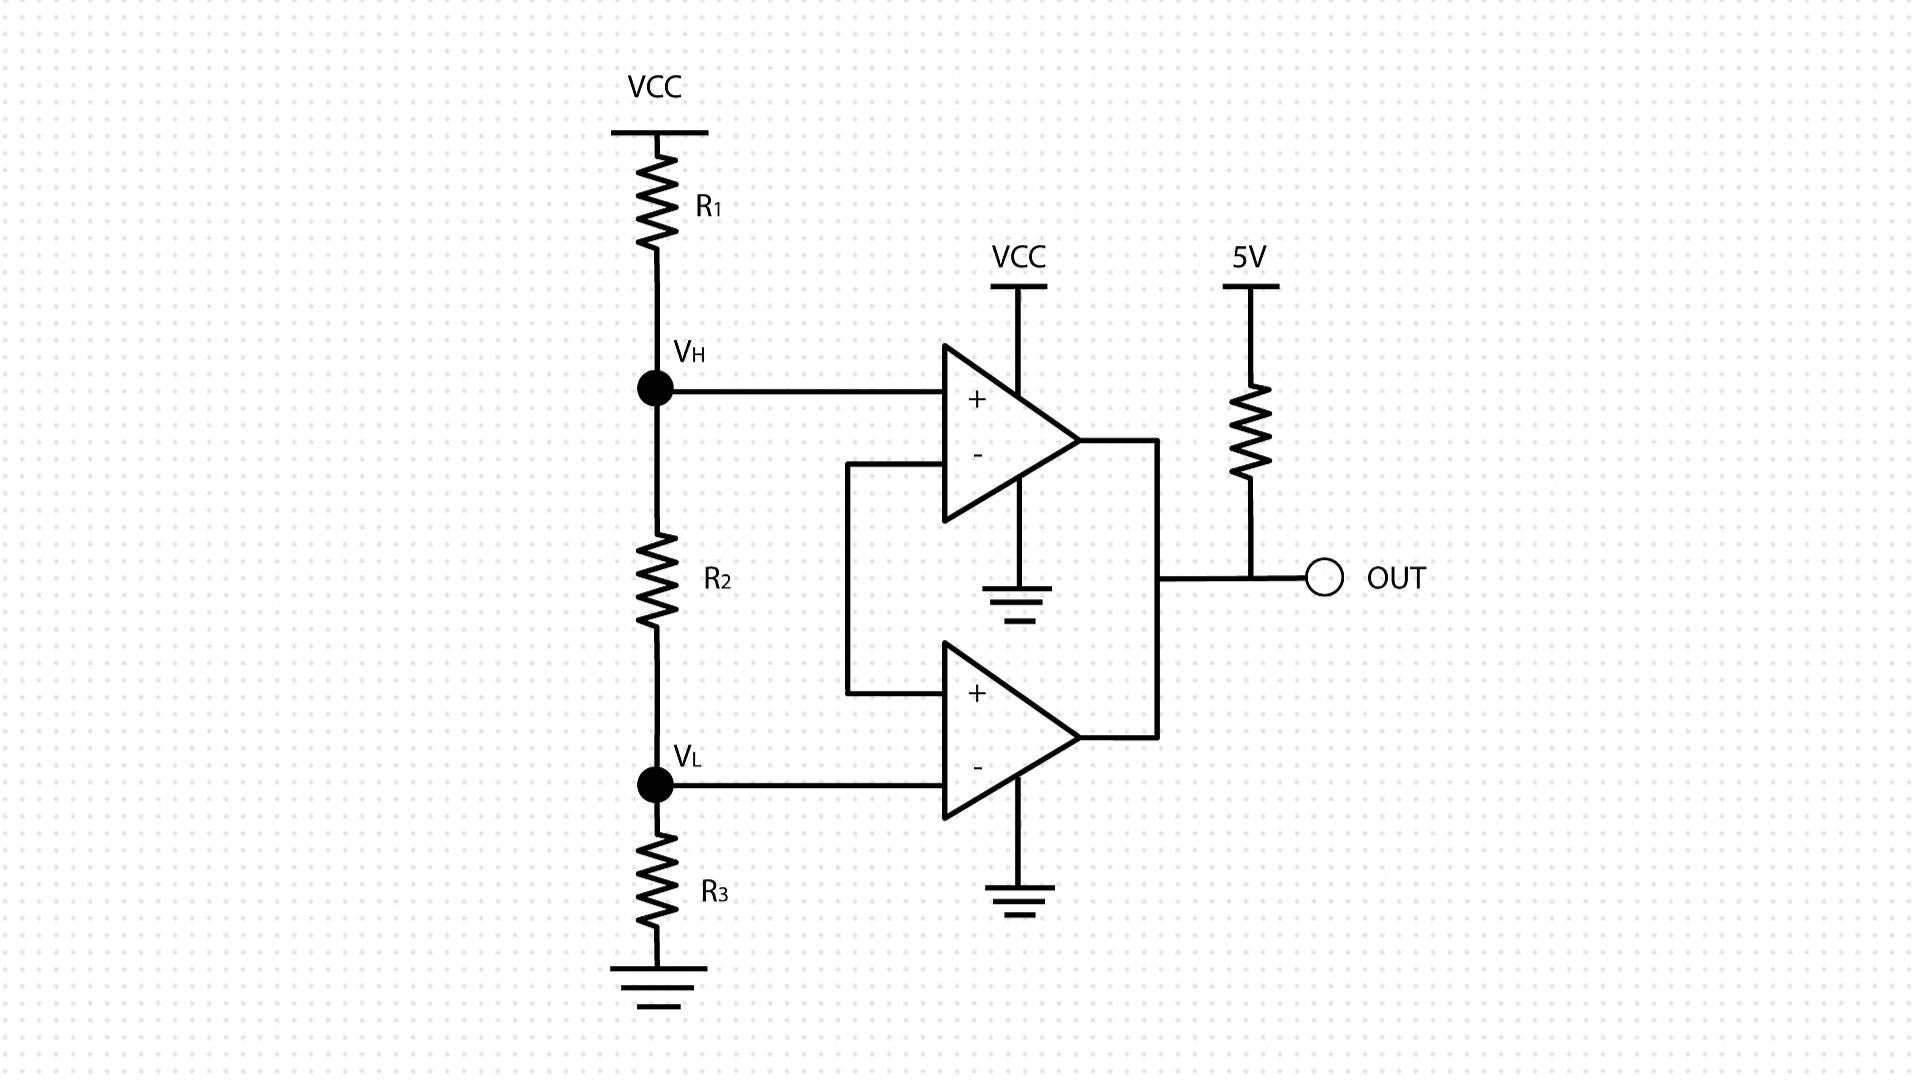 VCC
R1
VCC
5V
VH
+
-
R2
OUT
+
VL
-
R3